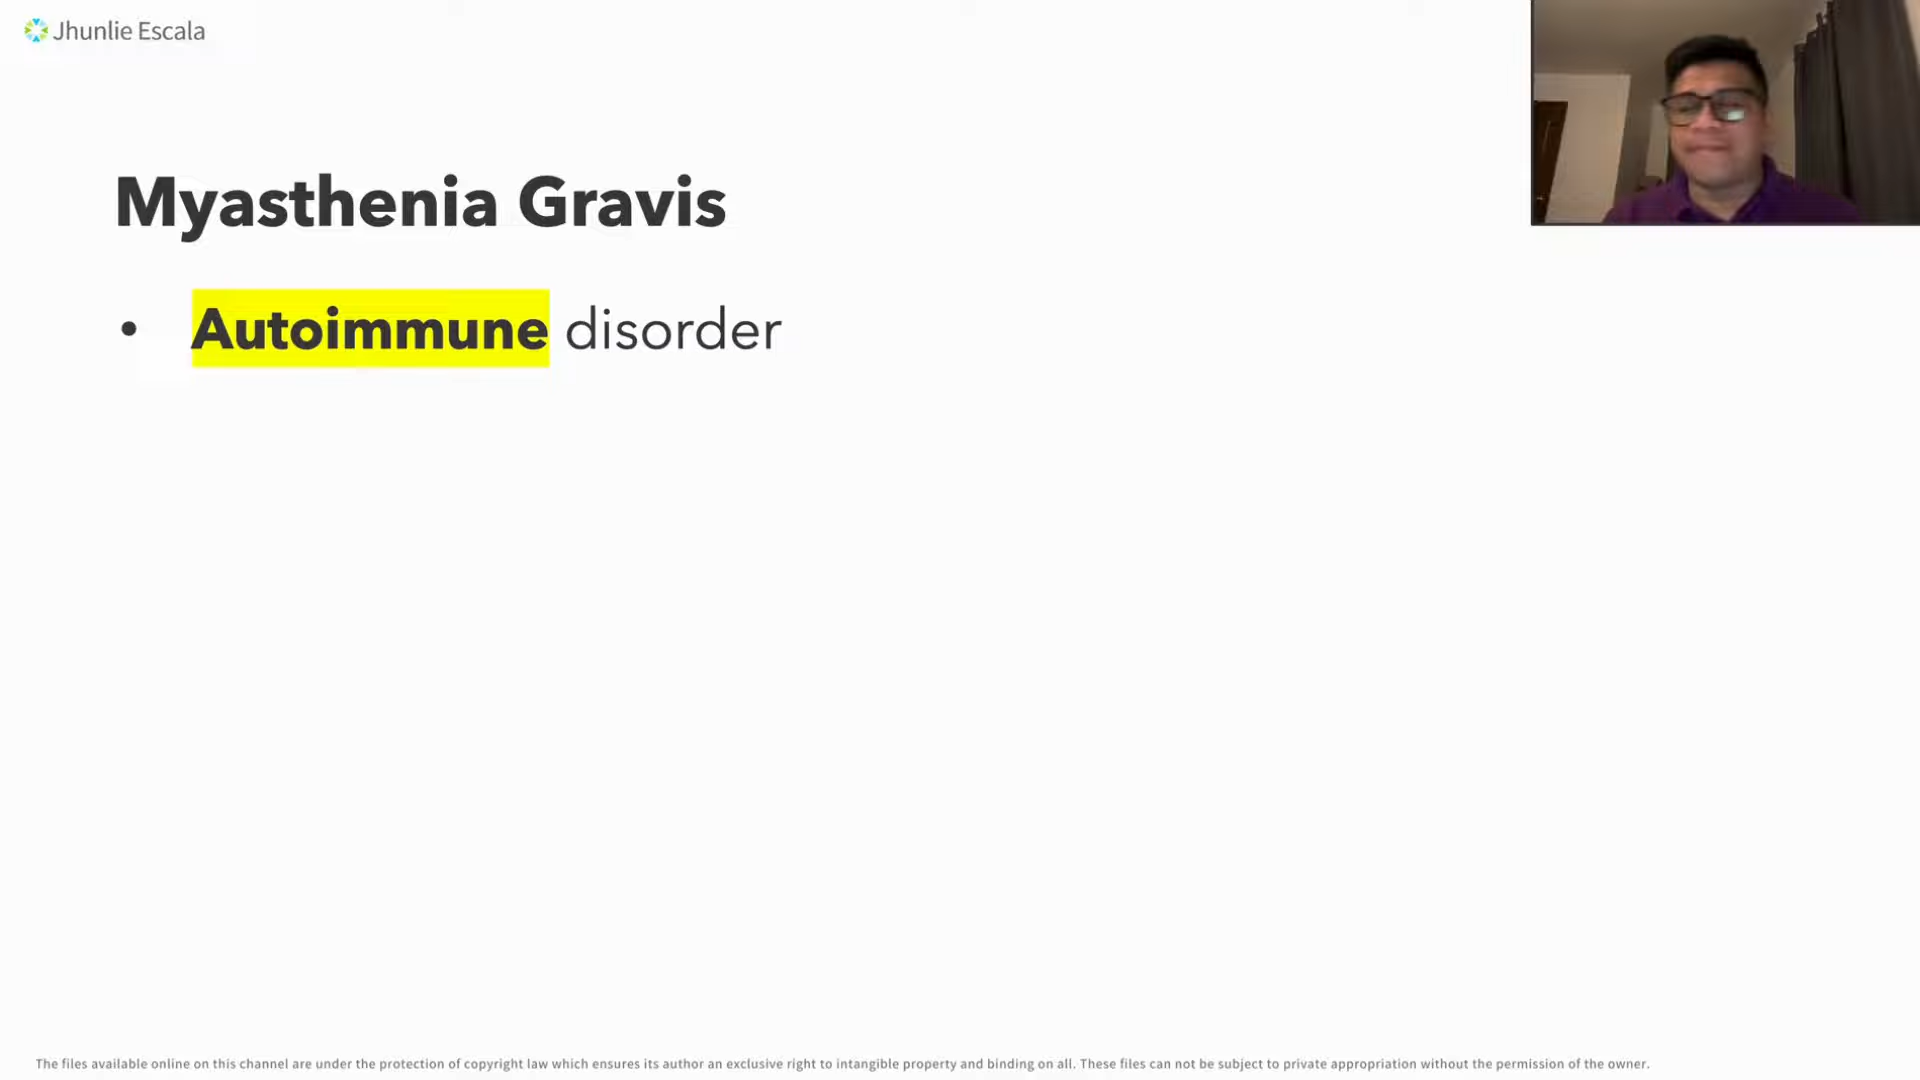 Jhunlie Escala
Myasthenia Gravis
• Autoimmune disorder
The files available online on this channel are under the protection of copyright law which ensures its author an exclusive right to intangible property and binding on all. These files can not be subject to private appropriation without the permission of the owner.